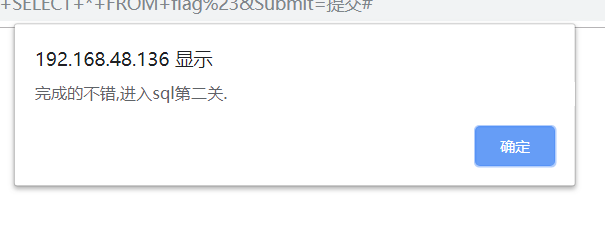 +SELECT+*+FROM+flag%23&Submit=提交#
192.168.48.136 显示
完成的不错,进入sql第二关.
确定